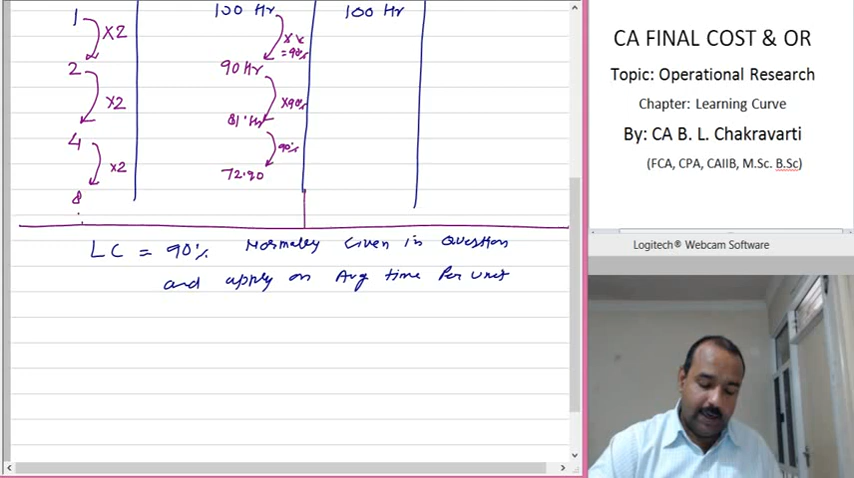 1 100 Hr 100 Hr
X2
= 90%
2 90 Hr
X2 X90%
81 Hr
4
X2 90%
8 72.90
LC = 90% Normally Given in Question
and apply on Avg time Per unit
CA FINAL COST & OR
Topic: Operational Research
Chapter: Learning Curve
By: CA B. L. Chakravarti
(FCA, CPA, CAIIB, M.Sc. B.Sc)
Logitech® Webcam Software